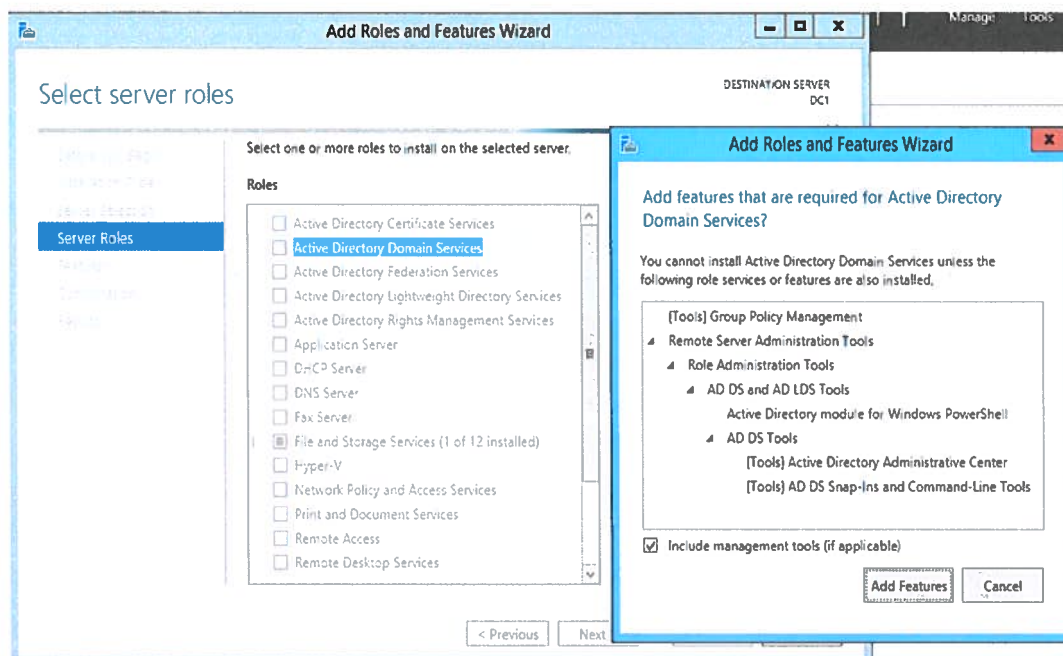 Manage Tools
Add Roles and Features Wizard
Select server roles
DESTINATION SERVER
DC1
Server Roles
Select one or more roles to install on the selected server.
Roles
Active Directory Certificate Services
Active Directory Domain Services
Active Directory Federation Services
Active Directory Lightweight Directory Services
Active Directory Rights Management Services
Application Server
DHCP Server
DNS Server
Fax Server
File and Storage Services (1 of 12 installed)
Hyper-V
Network Policy and Access Services
Print and Document Services
Remote Access
Remote Desktop Services
< Previous
Next
Add Roles and Features Wizard
Add features that are required for Active Directory
Domain Services?
You cannot install Active Directory Domain Services unless the
following role services or features are also installed.
[Tools] Group Policy Management
Remote Server Administration Tools
Role Administration Tools
AD DS and AD LDS Tools
Active Directory module for Windows PowerShell
AD DS Tools
[Tools] Active Directory Administrative Center
[Tools] AD DS Snap-Ins and Command-Line Tools
Include management tools (if applicable)
Add Features
Cancel